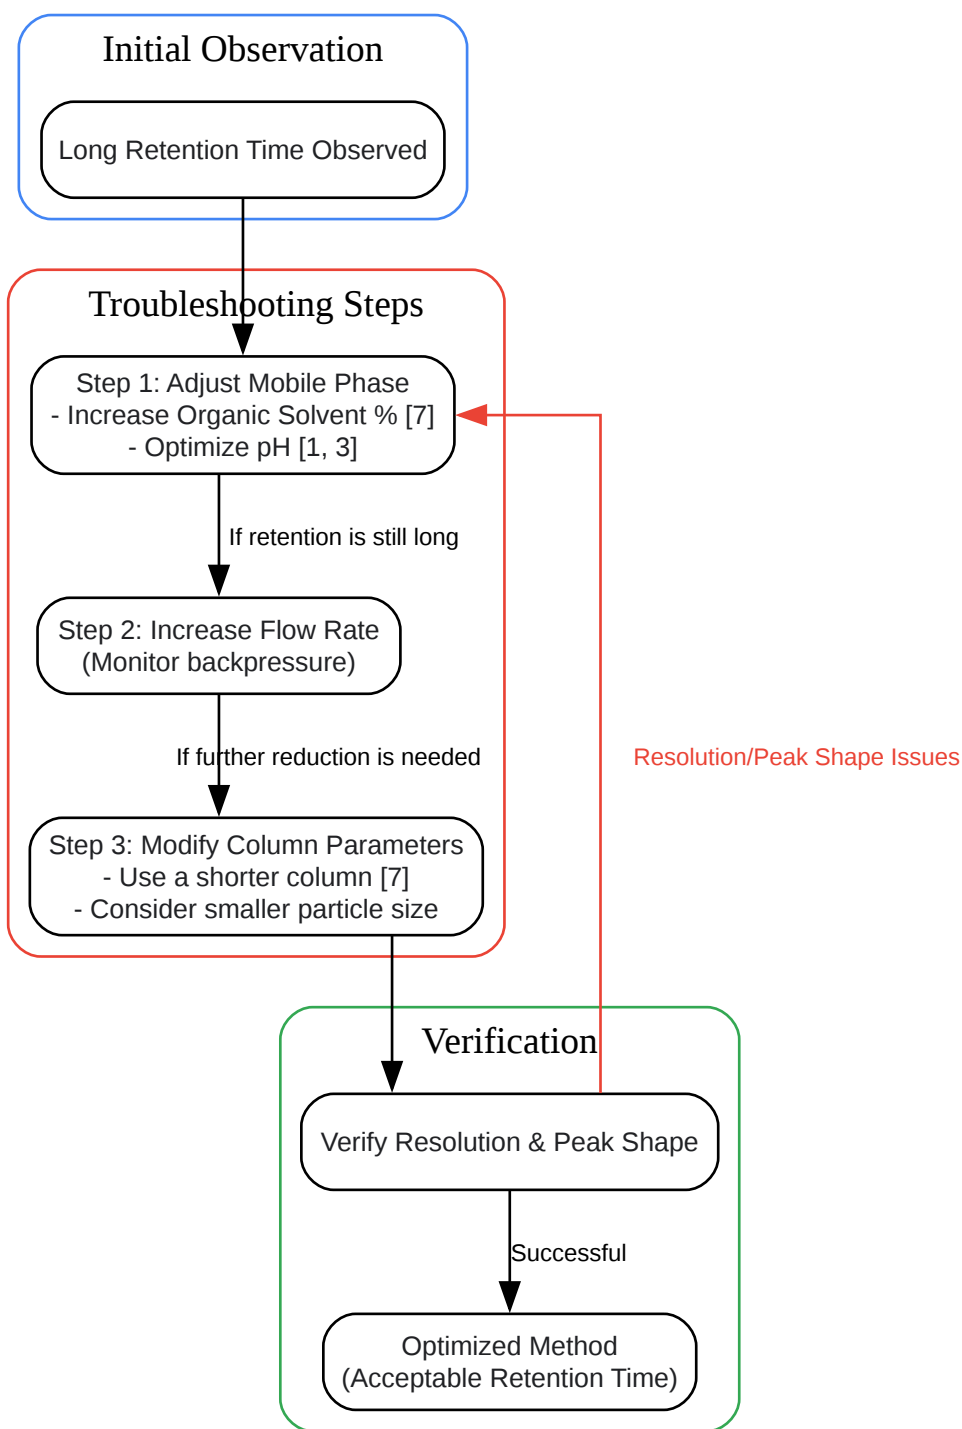 Initial Observation
Long Retention Time Observed
Troubleshooting Steps
Step 1: Adjust Mobile Phase
- Increase Organic Solvent % [7]
- Optimize pH [1, 3]
If retention is still long
Step 2: Increase Flow Rate
(Monitor backpressure)
If further reduction is needed
Resolution/Peak Shape Issues
Step 3: Modify Column Parameters
- Use a shorter column [7]
- Consider smaller particle size
Verification
Verify Resolution & Peak Shape
Successful
Optimized Method
(Acceptable Retention Time)